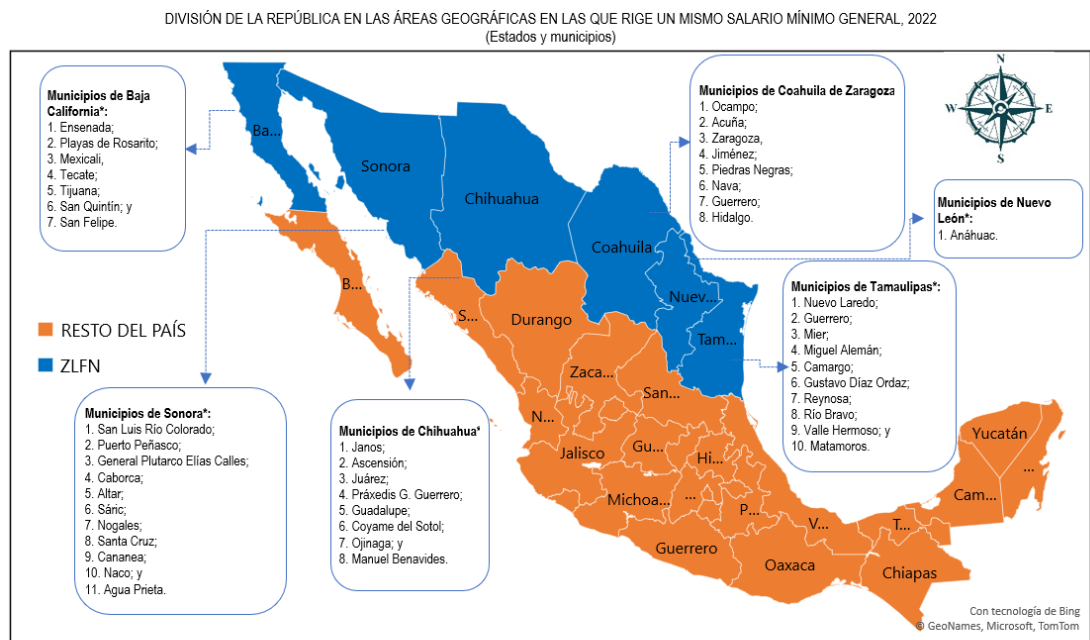 DIVISIÓN DE LA REPÚBLICA EN LAS ÁREAS GEOGRÁFICAS EN LAS QUE RIGE UN MISMO SALARIO MÍNIMO GENERAL, 2022
(Estados y municipios)
Municipios de Baja
California*:
1. Ensenada;
2. Playas de Rosarito;
3. Mexicali,
4. Tecate;
5. Tijuana;
6. San Quintín; y
7. San Felipe.
Municipios de Coahuila de Zaragoza
1. Ocampo;
2. Acuña;
3. Zaragoza,
4. Jiménez;
5. Piedras Negras;
6. Nava;
7. Guerrero;
8. Hidalgo.
N
W
E
S
Municipios de Nuevo
León*:
1. Anáhuac.
Municipios de Tamaulipas*:
1. Nuevo Laredo;
2. Guerrero;
3. Mier;
4. Miguel Alemán;
5. Camargo;
6. Gustavo Díaz Ordaz;
7. Reynosa;
8. Río Bravo;
9. Valle Hermoso; y
10. Matamoros.
Ba...
Sonora
Chihuahua
Coahuila
B...
Nuev...
S...
Durango
Tam...
RESTO DEL PAÍS
ZLFN
Zaca...
San...
N...
Jalisco
Gu...
Hi...
Yucatán
...
Michoa...
...
Cam...
P...
V...
T...
Guerrero
Oaxaca
Chiapas
Municipios de Sonora*:
1. San Luis Río Colorado;
2. Puerto Peñasco;
3. General Plutarco Elías Calles;
4. Caborca;
5. Altar;
6. Sáric;
7. Nogales;
8. Santa Cruz;
9. Cananea;
10. Naco; y
11. Agua Prieta.
Municipios de Chihuahua*
1. Janos;
2. Ascensión;
3. Juárez;
4. Práxedis G. Guerrero;
5. Guadalupe;
6. Coyame del Sotol;
7. Ojinaga; y
8. Manuel Benavides.
Con tecnología de Bing
© GeoNames, Microsoft, TomTom